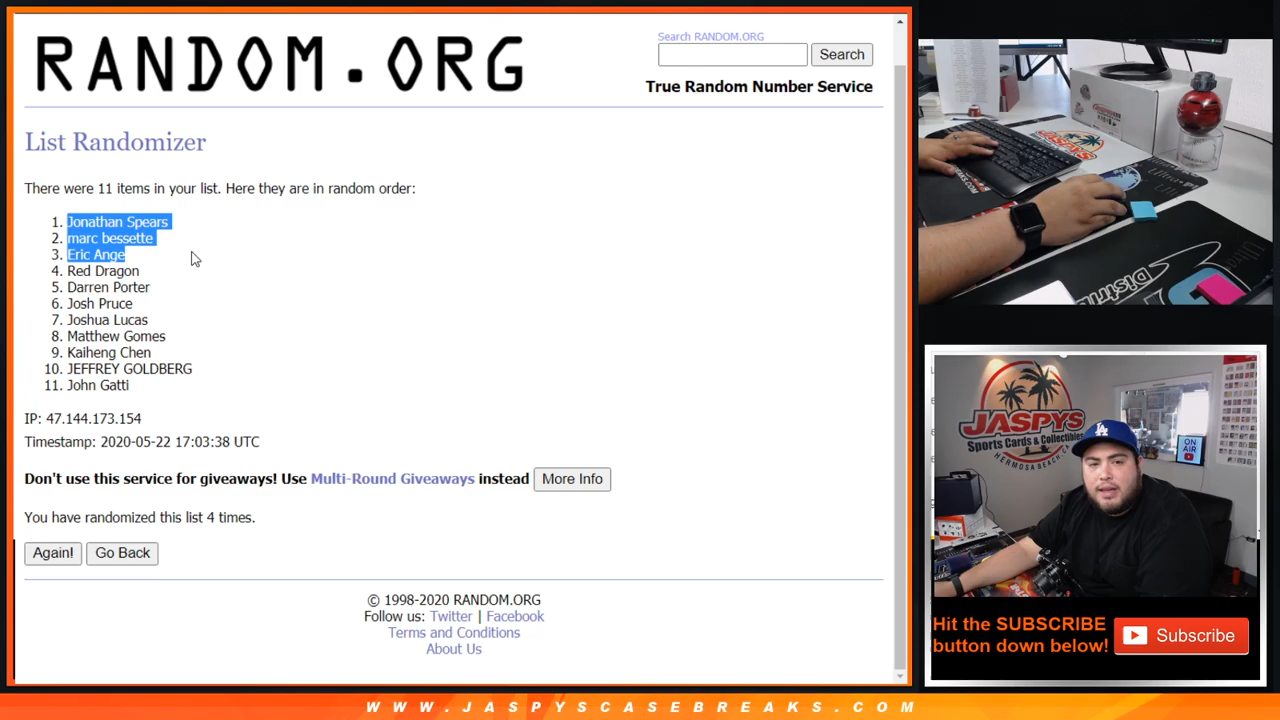 RANDOM.ORG
Search RANDOM.ORG
Search
True Random Number Service
List Randomizer
There were 11 items in your list. Here they are in random order:
1. Jonathan Spears
2. marc bessette
3. Eric Ange
4. Red Dragon
5. Darren Porter
6. Josh Pruce
7. Joshua Lucas
8. Matthew Gomes
9. Kaiheng Chen
10. JEFFREY GOLDBERG
11. John Gatti
IP: 47.144.173.154
Timestamp: 2020-05-22 17:03:38 UTC
Don't use this service for giveaways! Use Multi-Round Giveaways instead More Info
You have randomized this list 4 times.
Again! Go Back
© 1998-2020 RANDOM.ORG
Follow us: Twitter | Facebook
Terms and Conditions
About Us
JASPYS
Sports Cards & Collectibles
HERMOSA BEACH, CA
ON
AIR
Hit the SUBSCRIBE
button down below!
Subscribe
WWW.JASPYSCASEBREAKS.COM